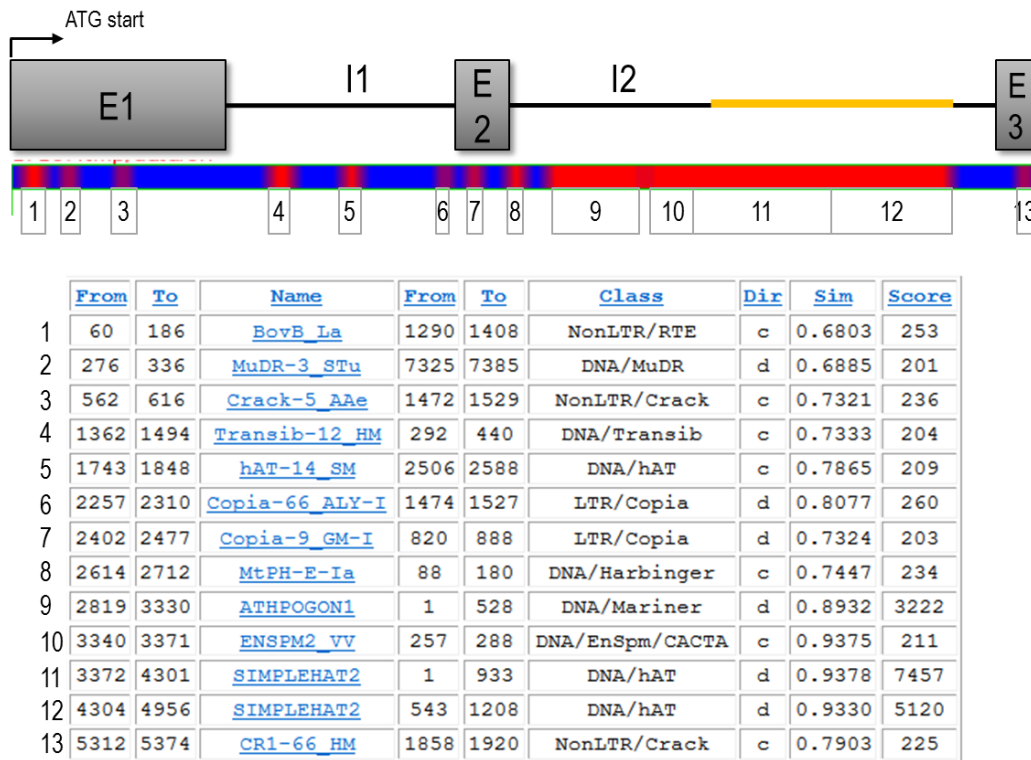 ATG start
E1 I1 E2 I2 E3
1 2 3 4 5 6 7 8 9 10 11 12 13
From To Name From To Class Dir Sim Score
1 60 186 BovB_La 1290 1408 NonLTR/RTE c 0.6803 253
2 276 336 MuDR-3_STu 7325 7385 DNA/MuDR d 0.6885 201
3 562 616 Crack-5_AAe 1472 1529 NonLTR/Crack c 0.7321 236
4 1362 1494 Transib-12_HM 292 440 DNA/Transib c 0.7333 204
5 1743 1848 hAT-14_SM 2506 2588 DNA/hAT c 0.7865 209
6 2257 2310 Copia-66_ALY-I 1474 1527 LTR/Copia d 0.8077 260
7 2402 2477 Copia-9_GM-I 820 888 LTR/Copia d 0.7324 203
8 2614 2712 MtPH-E-Ia 88 180 DNA/Harbinger c 0.7447 234
9 2819 3330 ATHPOGON1 1 528 DNA/Mariner d 0.8932 3222
10 3340 3371 ENSPM2_VV 257 288 DNA/EnSpm/CACTA c 0.9375 211
11 3372 4301 SIMPLEHAT2 1 933 DNA/hAT d 0.9378 7457
12 4304 4956 SIMPLEHAT2 543 1208 DNA/hAT d 0.9330 5120
13 5312 5374 CR1-66_HM 1858 1920 NonLTR/Crack c 0.7903 225